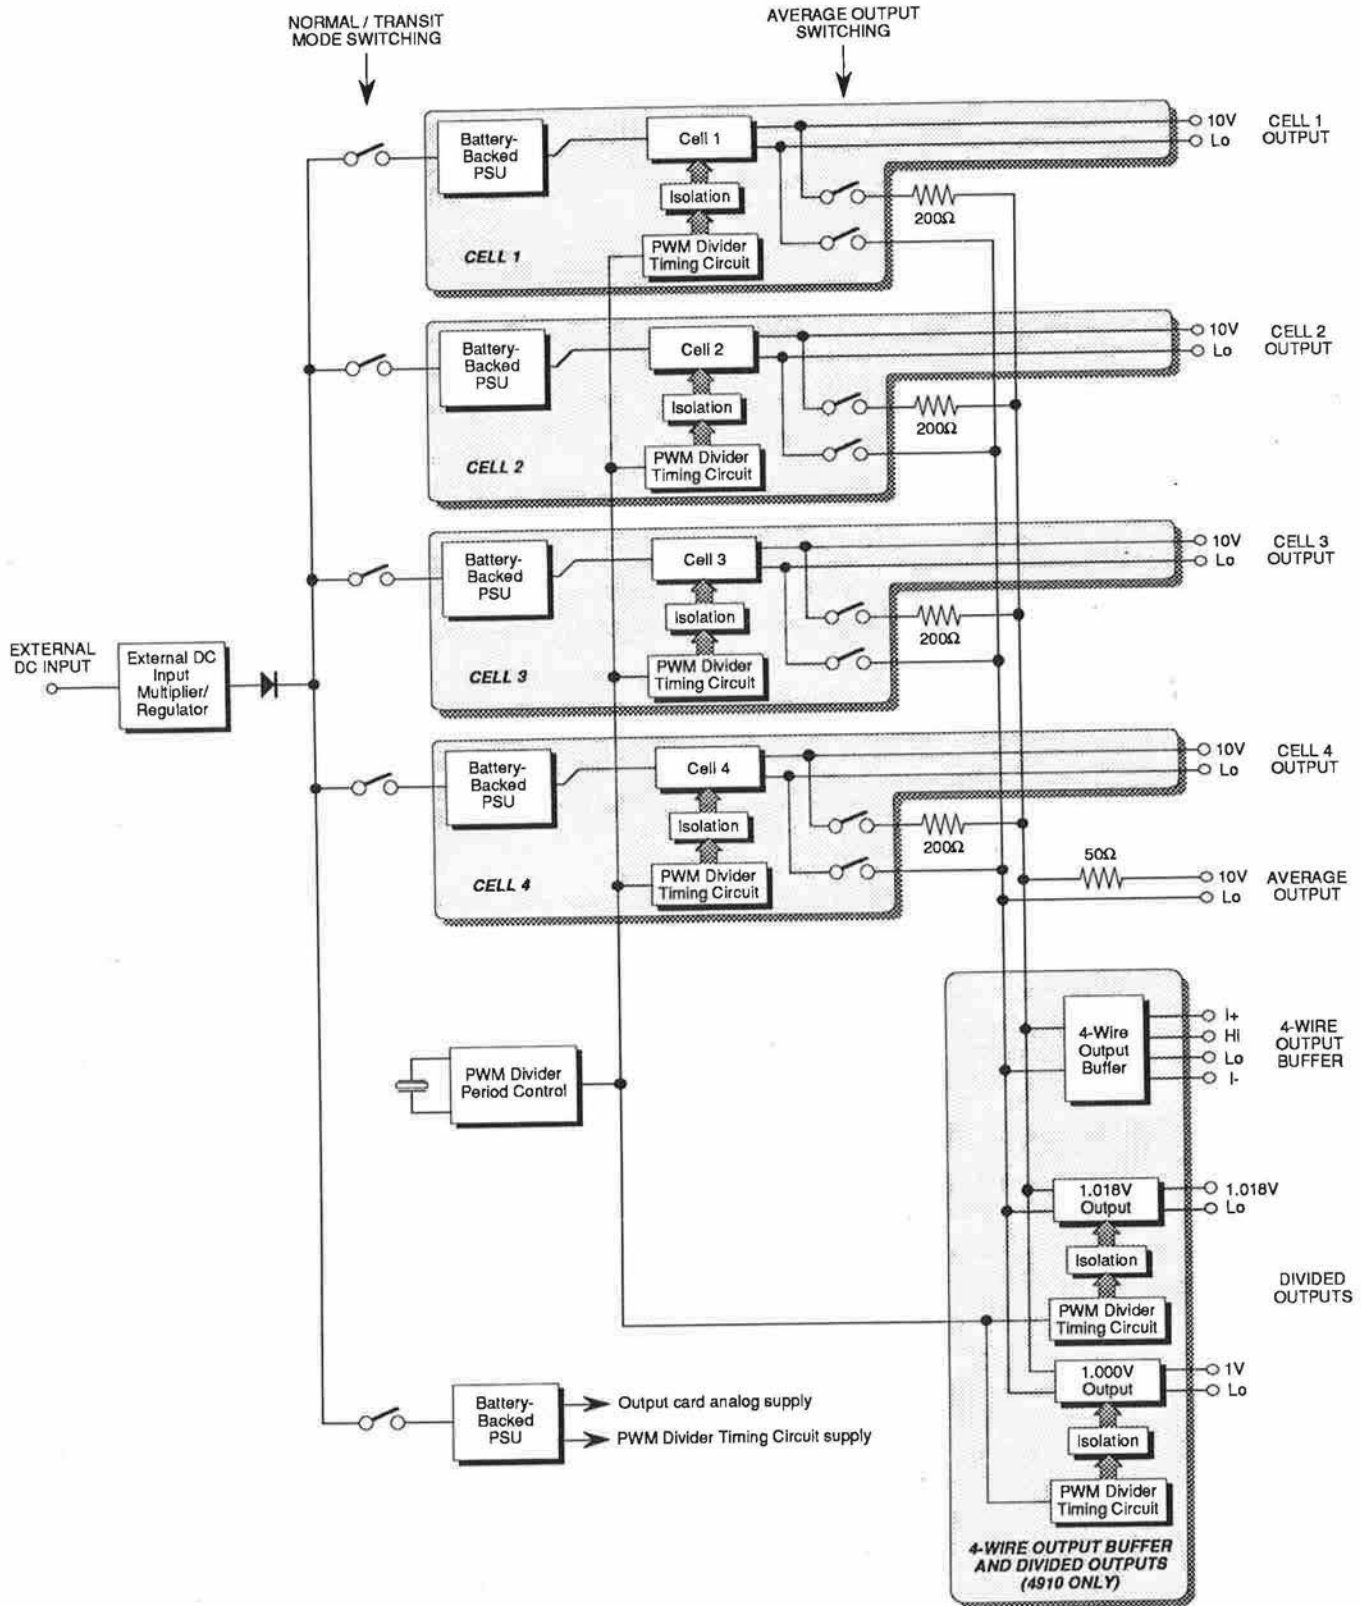 NORMAL / TRANSIT
MODE SWITCHING
AVERAGE OUTPUT
SWITCHING
Battery-
Backed
PSU
Cell 1
Isolation
PWM Divider
Timing Circuit
CELL 1
200Ω
10V
Lo
CELL 1
OUTPUT
Battery-
Backed
PSU
Cell 2
Isolation
PWM Divider
Timing Circuit
CELL 2
200Ω
10V
Lo
CELL 2
OUTPUT
Battery-
Backed
PSU
Cell 3
Isolation
PWM Divider
Timing Circuit
CELL 3
200Ω
10V
Lo
CELL 3
OUTPUT
EXTERNAL
DC INPUT
External DC
Input
Multiplier/
Regulator
Battery-
Backed
PSU
Cell 4
Isolation
PWM Divider
Timing Circuit
CELL 4
200Ω
10V
Lo
CELL 4
OUTPUT
50Ω
10V
Lo
AVERAGE
OUTPUT
4-Wire
Output
Buffer
I+
Hi
Lo
I-
4-WIRE
OUTPUT
BUFFER
PWM Divider
Period Control
1.018V
Output
1.018V
Lo
Isolation
PWM Divider
Timing Circuit
DIVIDED
OUTPUTS
1.000V
Output
1V
Lo
Isolation
PWM Divider
Timing Circuit
Battery-
Backed
PSU
Output card analog supply
PWM Divider Timing Circuit supply
4-WIRE OUTPUT BUFFER
AND DIVIDED OUTPUTS
(4910 ONLY)